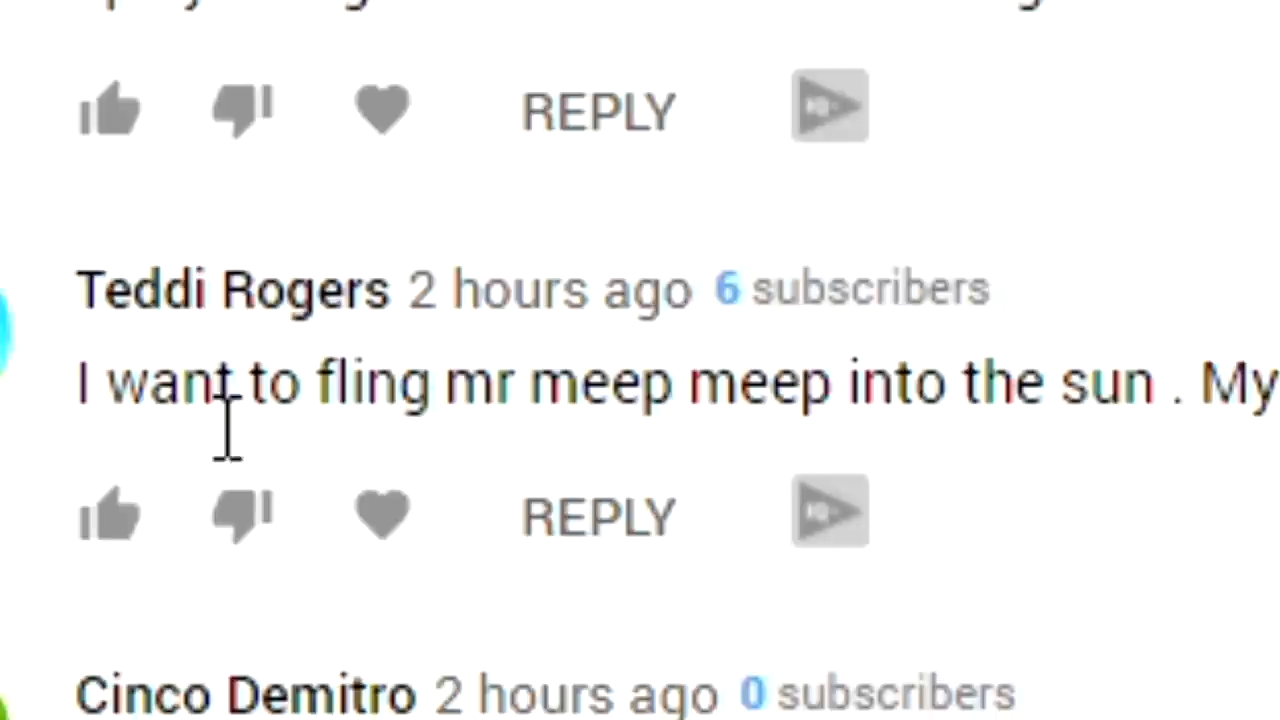 REPLY
Teddi Rogers 2 hours ago 6 subscribers
I want to fling mr meep meep into the sun . My
REPLY
Cinco Demitro 2 hours ago 0 subscribers